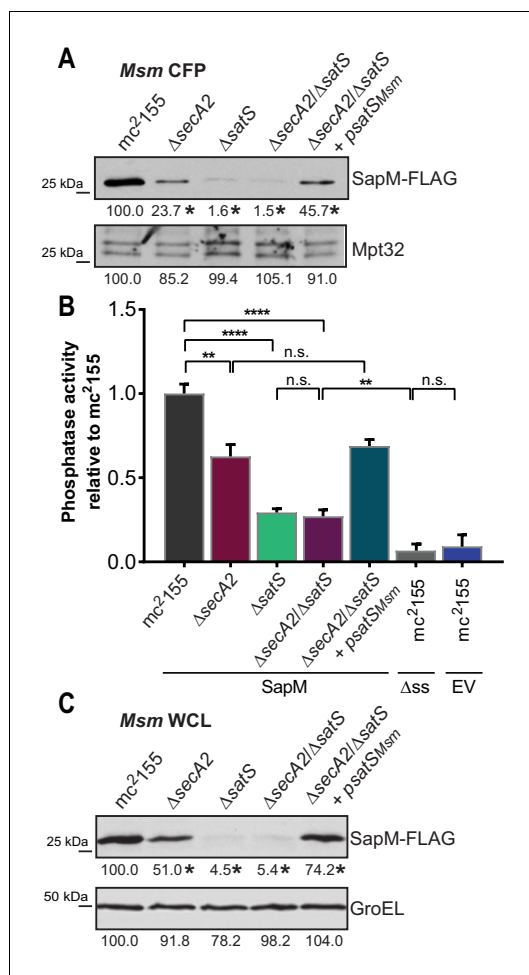 A
Msm CFP
mc²155
ΔsecA2
ΔsatS
ΔsecA2/ΔsatS
ΔsecA2/ΔsatS
+ psatSMsm
25 kDa
SapM-FLAG
100.0 23.7* 1.6* 1.5* 45.7*
25 kDa
Mpt32
100.0 85.2 99.4 105.1 91.0
B
Phosphatase activity
relative to mc²155
1.5
1.0
0.5
0.0
****
****
** n.s.
n.s. ** n.s.
mc²155
ΔsecA2
ΔsatS
ΔsecA2/ΔsatS
ΔsecA2/ΔsatS
+ psatSMsm
mc²155
mc²155
SapM Δss EV
C
Msm WCL
mc²155
ΔsecA2
ΔsatS
ΔsecA2/ΔsatS
ΔsecA2/ΔsatS
+ psatSMsm
25 kDa
SapM-FLAG
100.0 51.0* 4.5* 5.4* 74.2*
50 kDa
GroEL
100.0 91.8 78.2 98.2 104.0